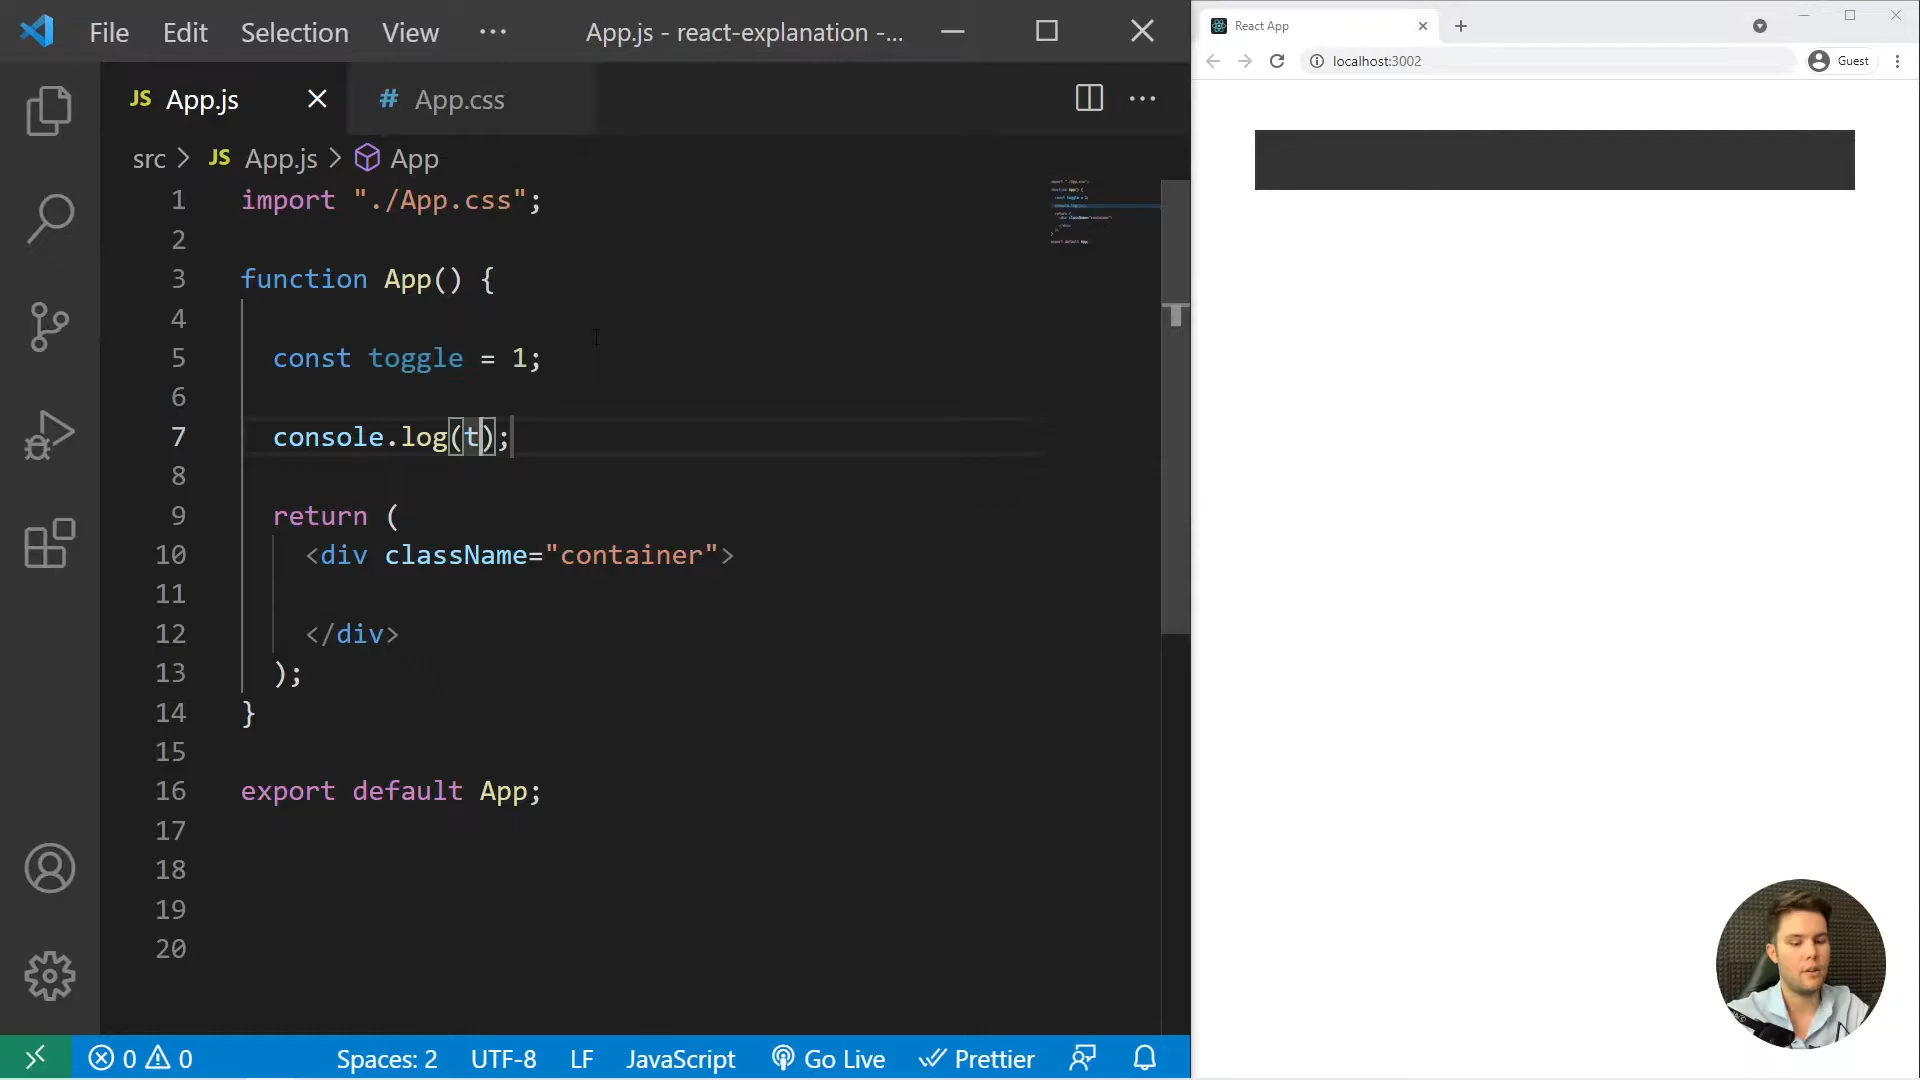 File Edit Selection View ··· App.js - react-explanation -...
JS App.js # App.css
src > JS App.js > App
1 import "./App.css";
2
3 function App() {
4
5 const toggle = 1;
6
7 console.log(t);
8
9 return (
10 <div className="container">
11
12 </div>
13 );
14 }
15
16 export default App;
17
18
19
20
0 0 Spaces: 2 UTF-8 LF JavaScript Go Live Prettier
React App
localhost:3002 Guest